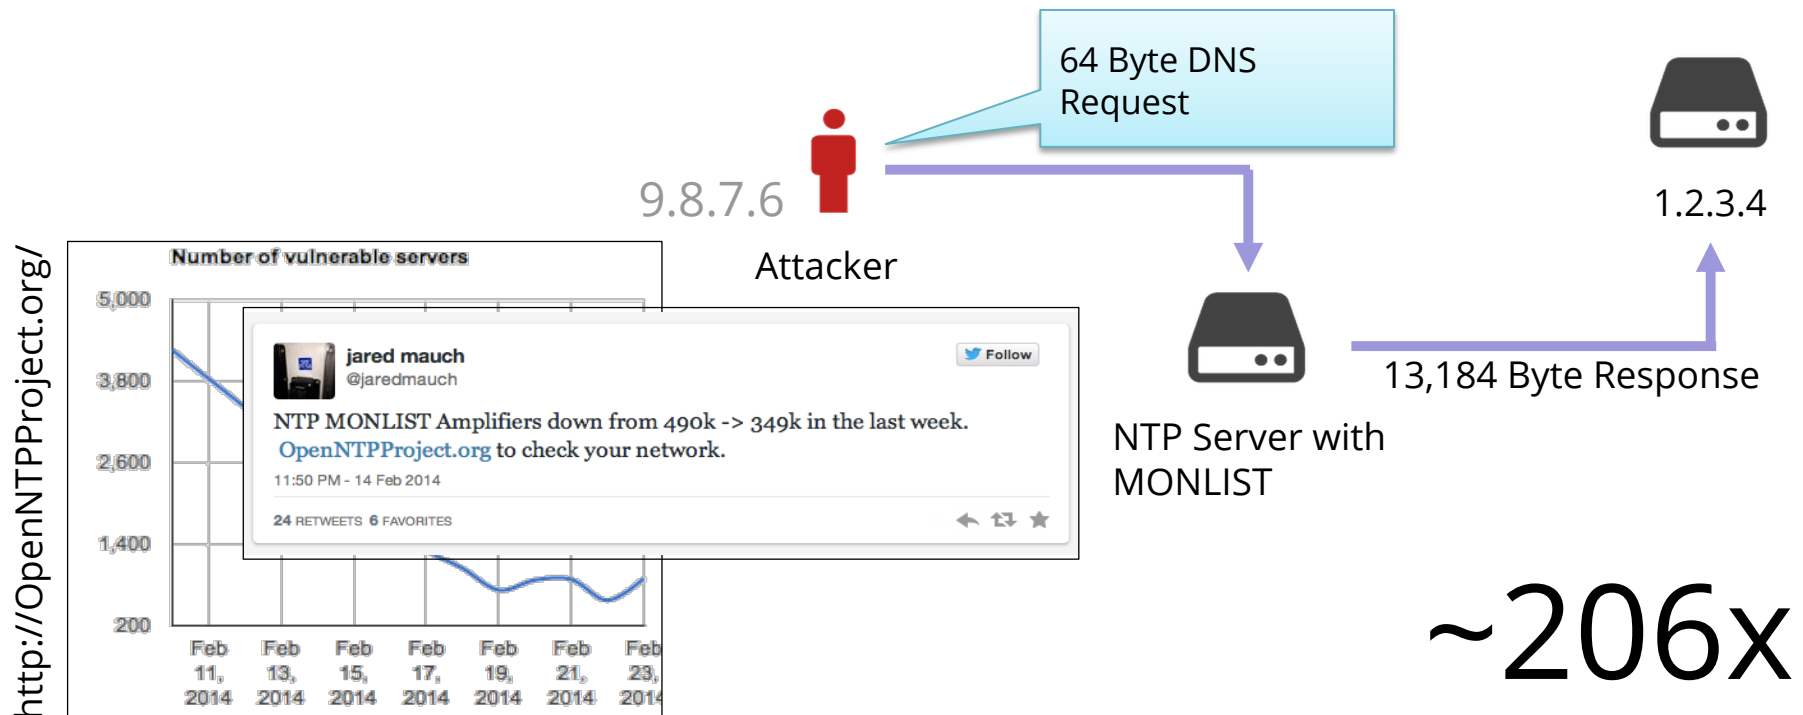 64 Byte DNS
Request
9.8.7.6
1.2.3.4
Attacker
http://OpenNTPProject.org/
Number of vulnerable servers
5,000
3,800
2,600
1,400
200
Feb 11, 2014
Feb 13, 2014
Feb 15, 2014
Feb 17, 2014
Feb 19, 2014
Feb 21, 2014
Feb 23, 2014
jared mauch
@jaredmauch
Follow
NTP MONLIST Amplifiers down from 490k -> 349k in the last week.
OpenNTPProject.org to check your network.
11:50 PM - 14 Feb 2014
24 RETWEETS 6 FAVORITES
13,184 Byte Response
NTP Server with
MONLIST
~206x